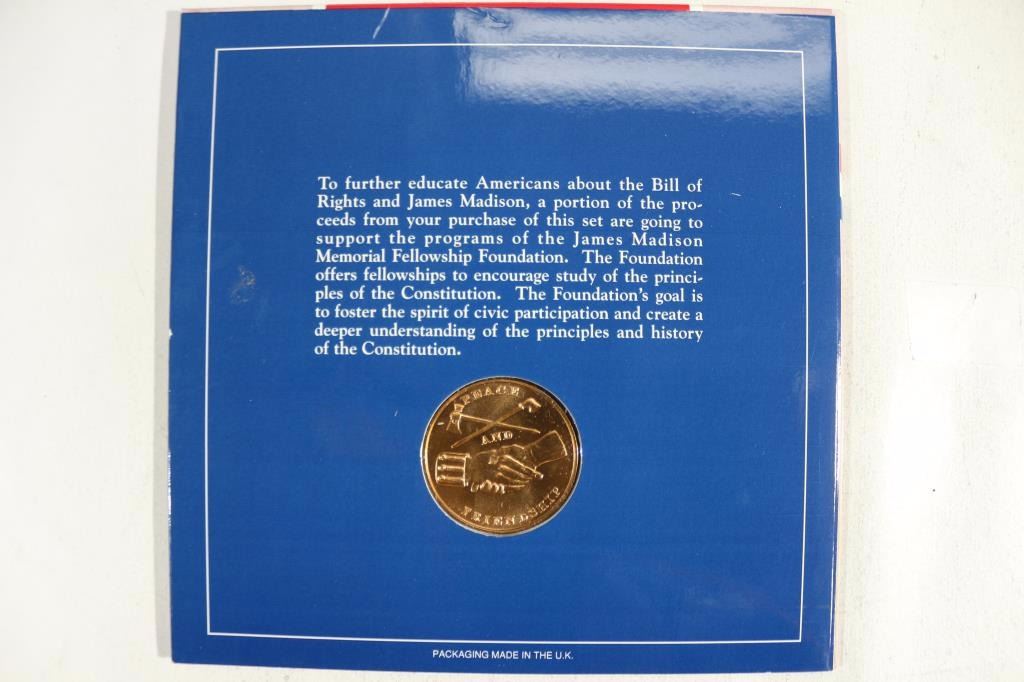 To further educate Americans about the Bill of
Rights and James Madison, a portion of the pro-
ceeds from your purchase of this set are going to
support the programs of the James Madison
Memorial Fellowship Foundation. The Foundation
offers fellowships to encourage study of the princi-
ples of the Constitution. The Foundation's goal is
to foster the spirit of civic participation and create a
deeper understanding of the principles and history
of the Constitution.
PEACE
AND
FRIENDSHIP
PACKAGING MADE IN THE U.K.